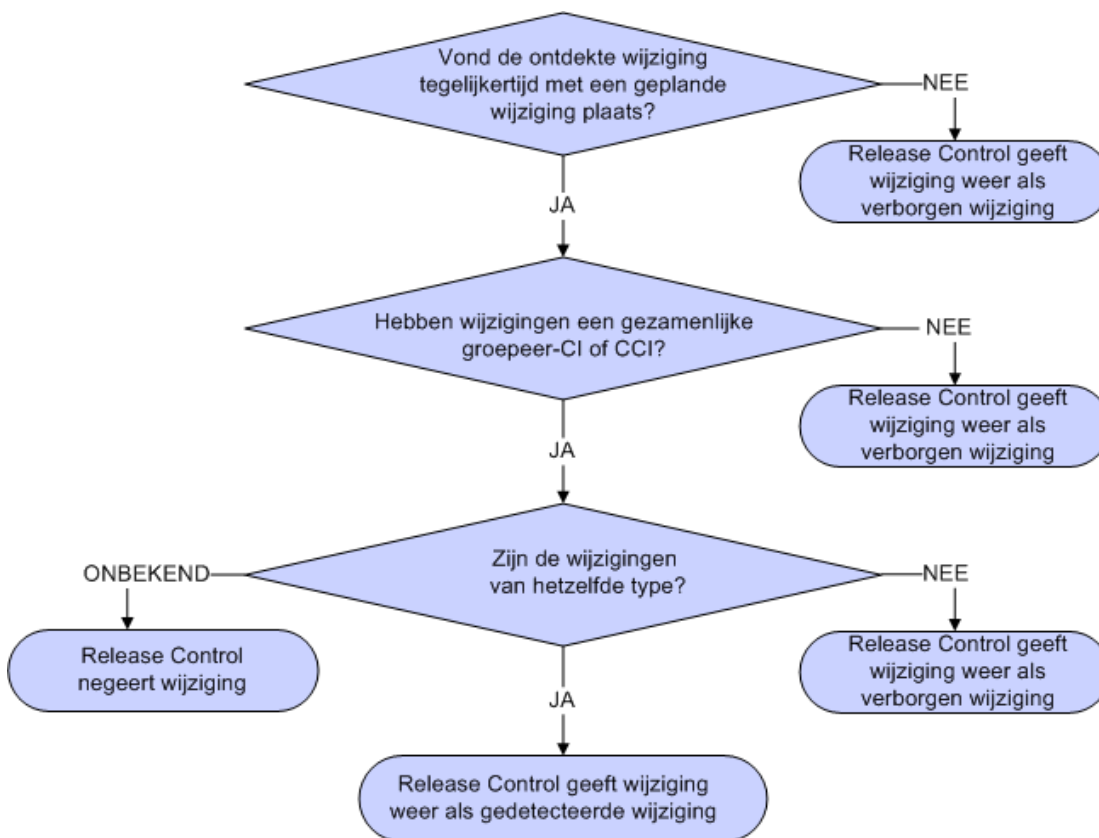 Vond de ontdekte wijziging
tegelijkertijd met een geplande
wijziging plaats?
NEE
Release Control geeft
wijziging weer als
verborgen wijziging
JA
Hebben wijzigingen een gezamenlijke
groepeer-CI of CCI?
NEE
Release Control geeft
wijziging weer als
verborgen wijziging
JA
Zijn de wijzigingen
van hetzelfde type?
ONBEKEND
NEE
Release Control
negeert wijziging
Release Control geeft
wijziging weer als
verborgen wijziging
JA
Release Control geeft wijziging
weer als gedetecteerde wijziging